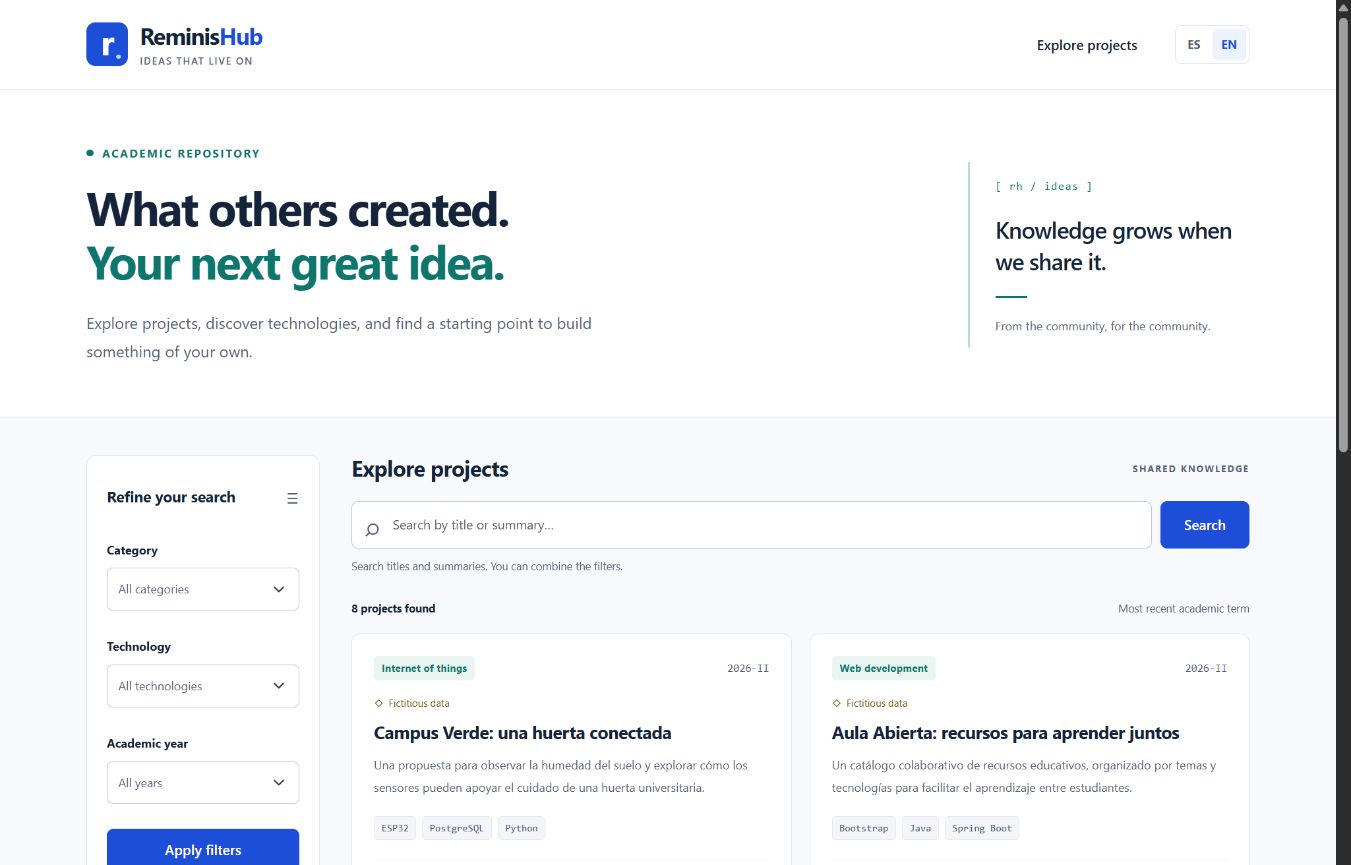 r.
ReminisHub
IDEAS THAT LIVE ON
Explore projects
ES EN
ACADEMIC REPOSITORY
What others created.
Your next great idea.
Explore projects, discover technologies, and find a starting point to build
something of your own.
[ rh / ideas ]
Knowledge grows when
we share it.
From the community, for the community.
Refine your search
Category
All categories
Technology
All technologies
Academic year
All years
Apply filters
Explore projects
SHARED KNOWLEDGE
Search by title or summary...
Search
Search titles and summaries. You can combine the filters.
8 projects found
Most recent academic term
Internet of things
2026-II
Fictitious data
Campus Verde: una huerta conectada
Una propuesta para observar la humedad del suelo y explorar cómo los
sensores pueden apoyar el cuidado de una huerta universitaria.
ESP32 PostgreSQL Python
Web development
2026-II
Fictitious data
Aula Abierta: recursos para aprender juntos
Un catálogo colaborativo de recursos educativos, organizado por temas y
tecnologías para facilitar el aprendizaje entre estudiantes.
Bootstrap Java Spring Boot